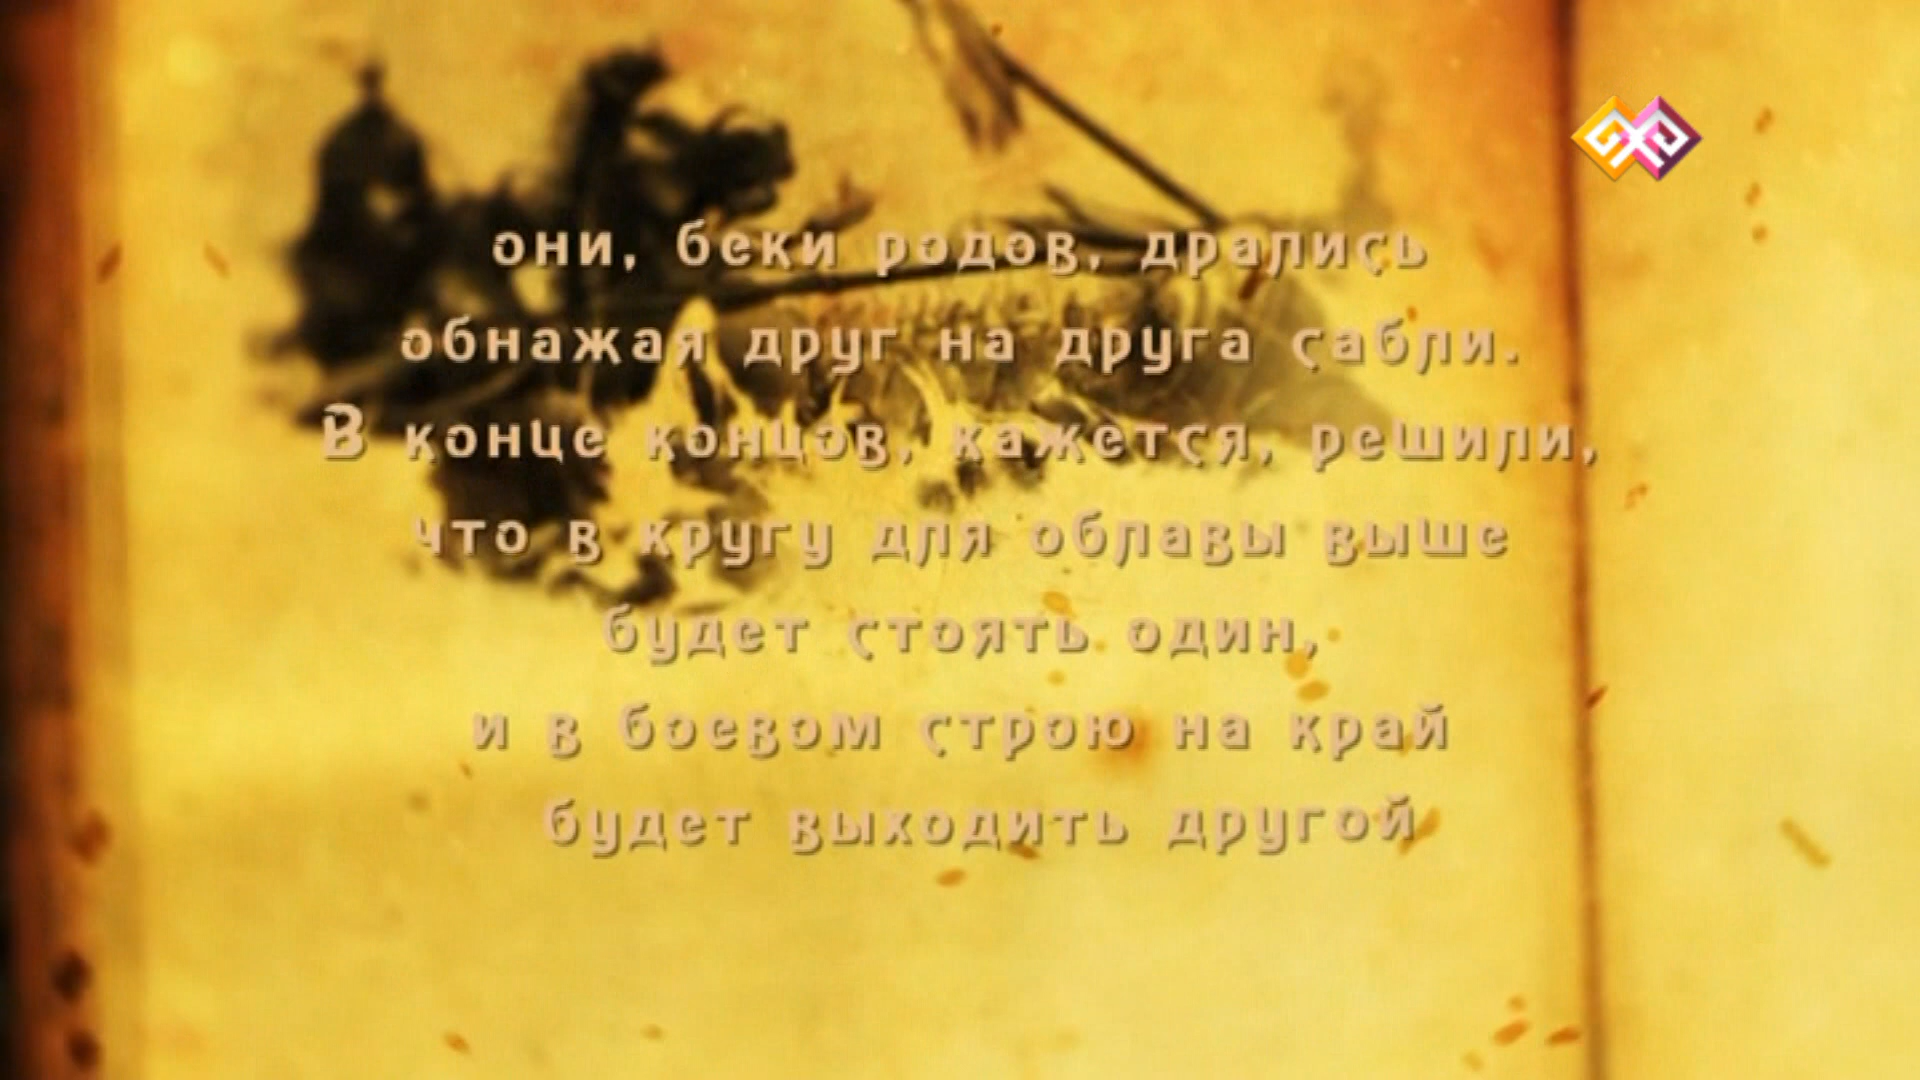 они, беки родов, дрались
обнажая друг на друга сабли.
В конце концов, кажется, решили,
что в кругу для облавы выше
будет стоять один,
и в боевом строю на край
будет выходить другой